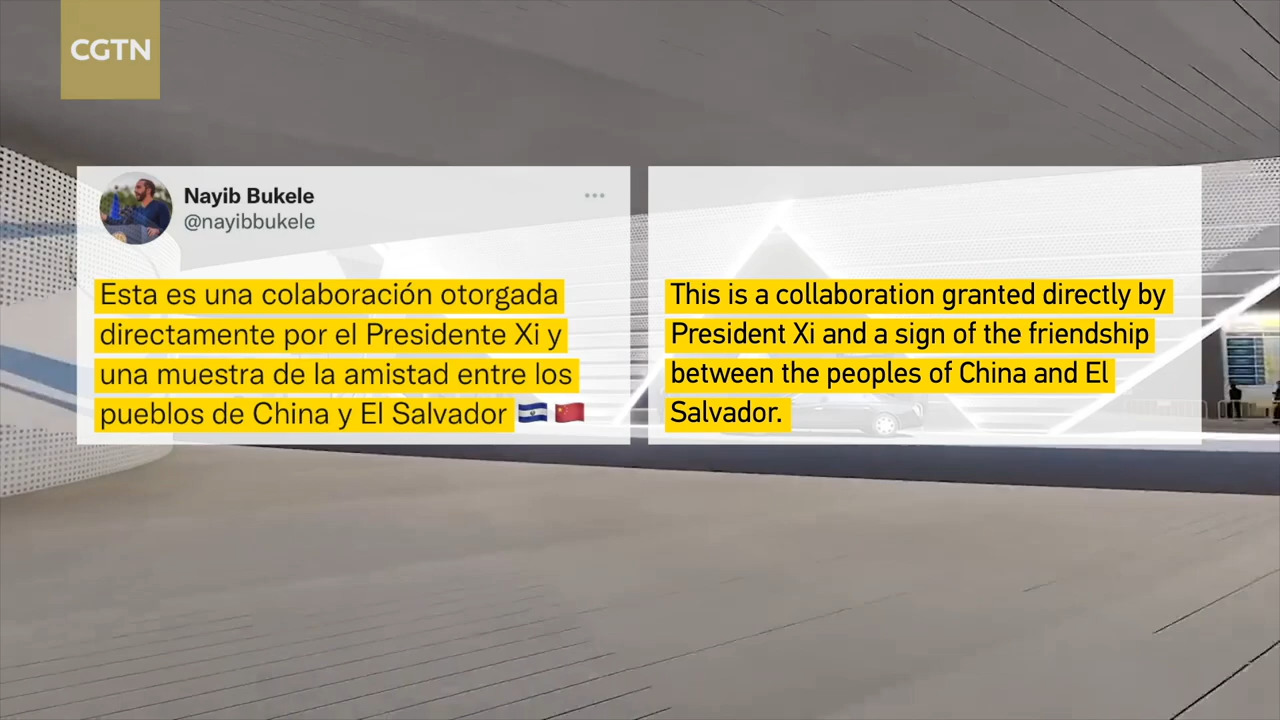 CGTN
Nayib Bukele
@nayibbukele
Esta es una colaboración otorgada
directamente por el Presidente Xi y
una muestra de la amistad entre los
pueblos de China y El Salvador 🇸🇻 🇨🇳
This is a collaboration granted directly by
President Xi and a sign of the friendship
between the peoples of China and El
Salvador.